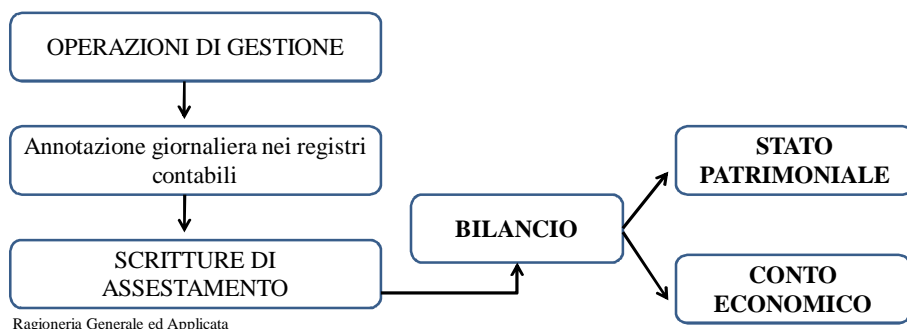 OPERAZIONI DI GESTIONE
Annotazione giornaliera nei registri
contabili
SCRITTURE DI
ASSESTAMENTO
BILANCIO
STATO
PATRIMONIALE
CONTO
ECONOMICO
Ragioneria Generale ed Applicata